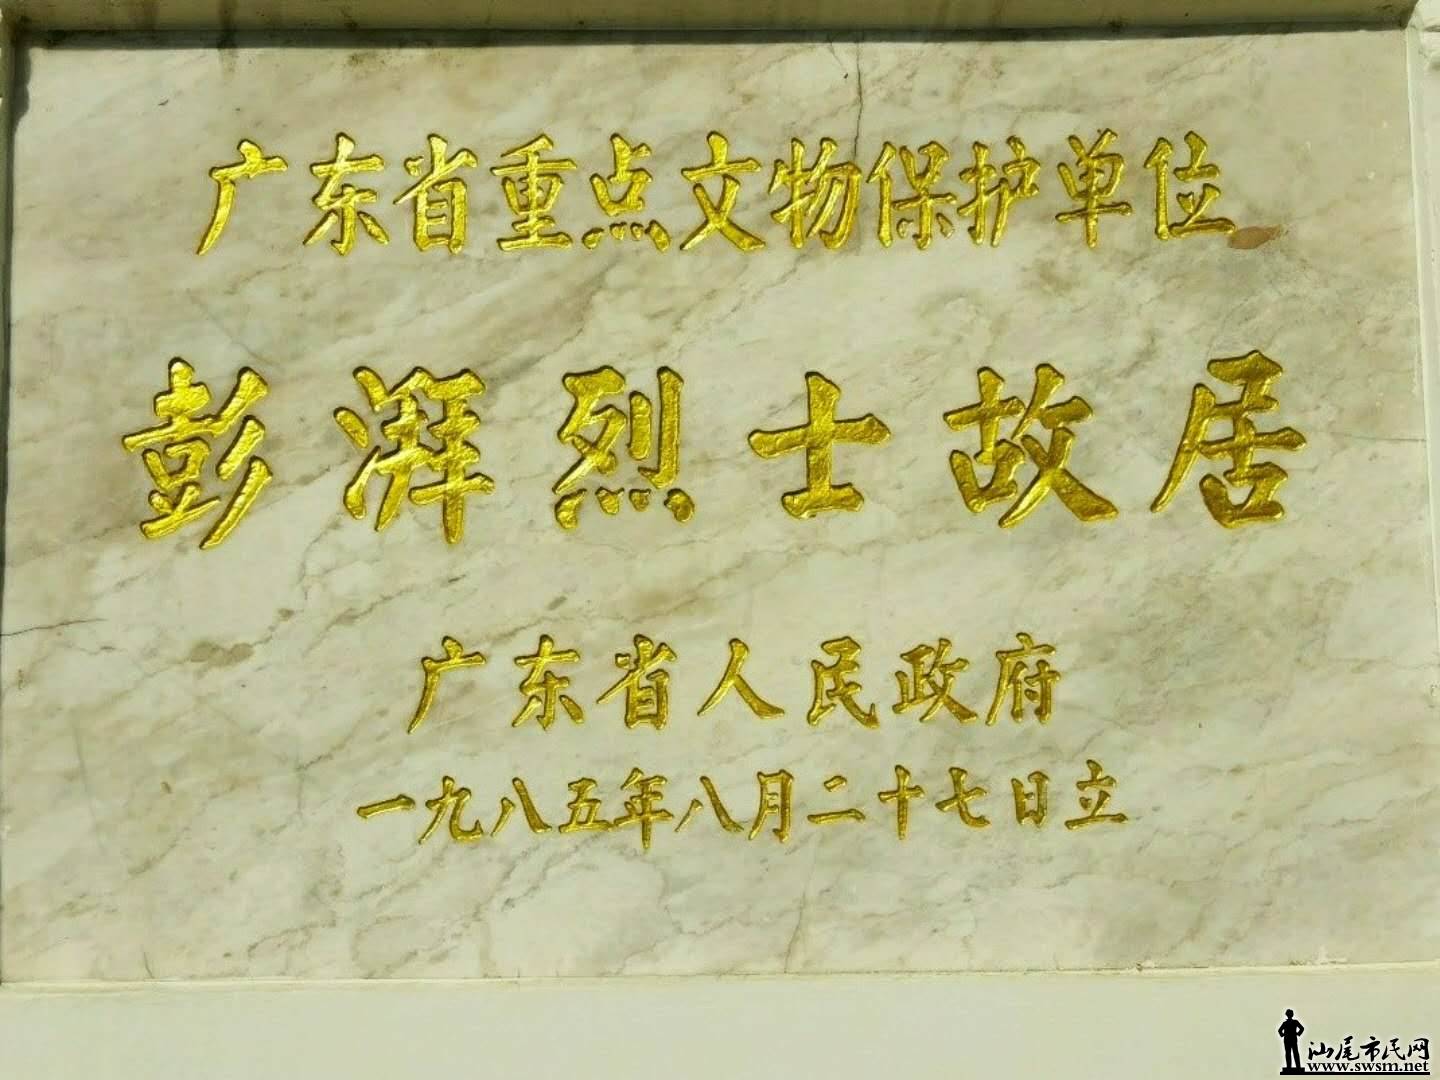 广东省重点文物保护单位
彭湃烈士故居
广东省人民政府
一九八五年八月二十七日立
汕尾市民网
www.swsm.net